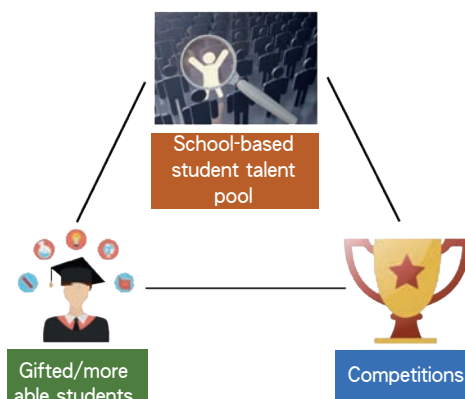 School-based
student talent
pool
Gifted/more
able students
Competitions